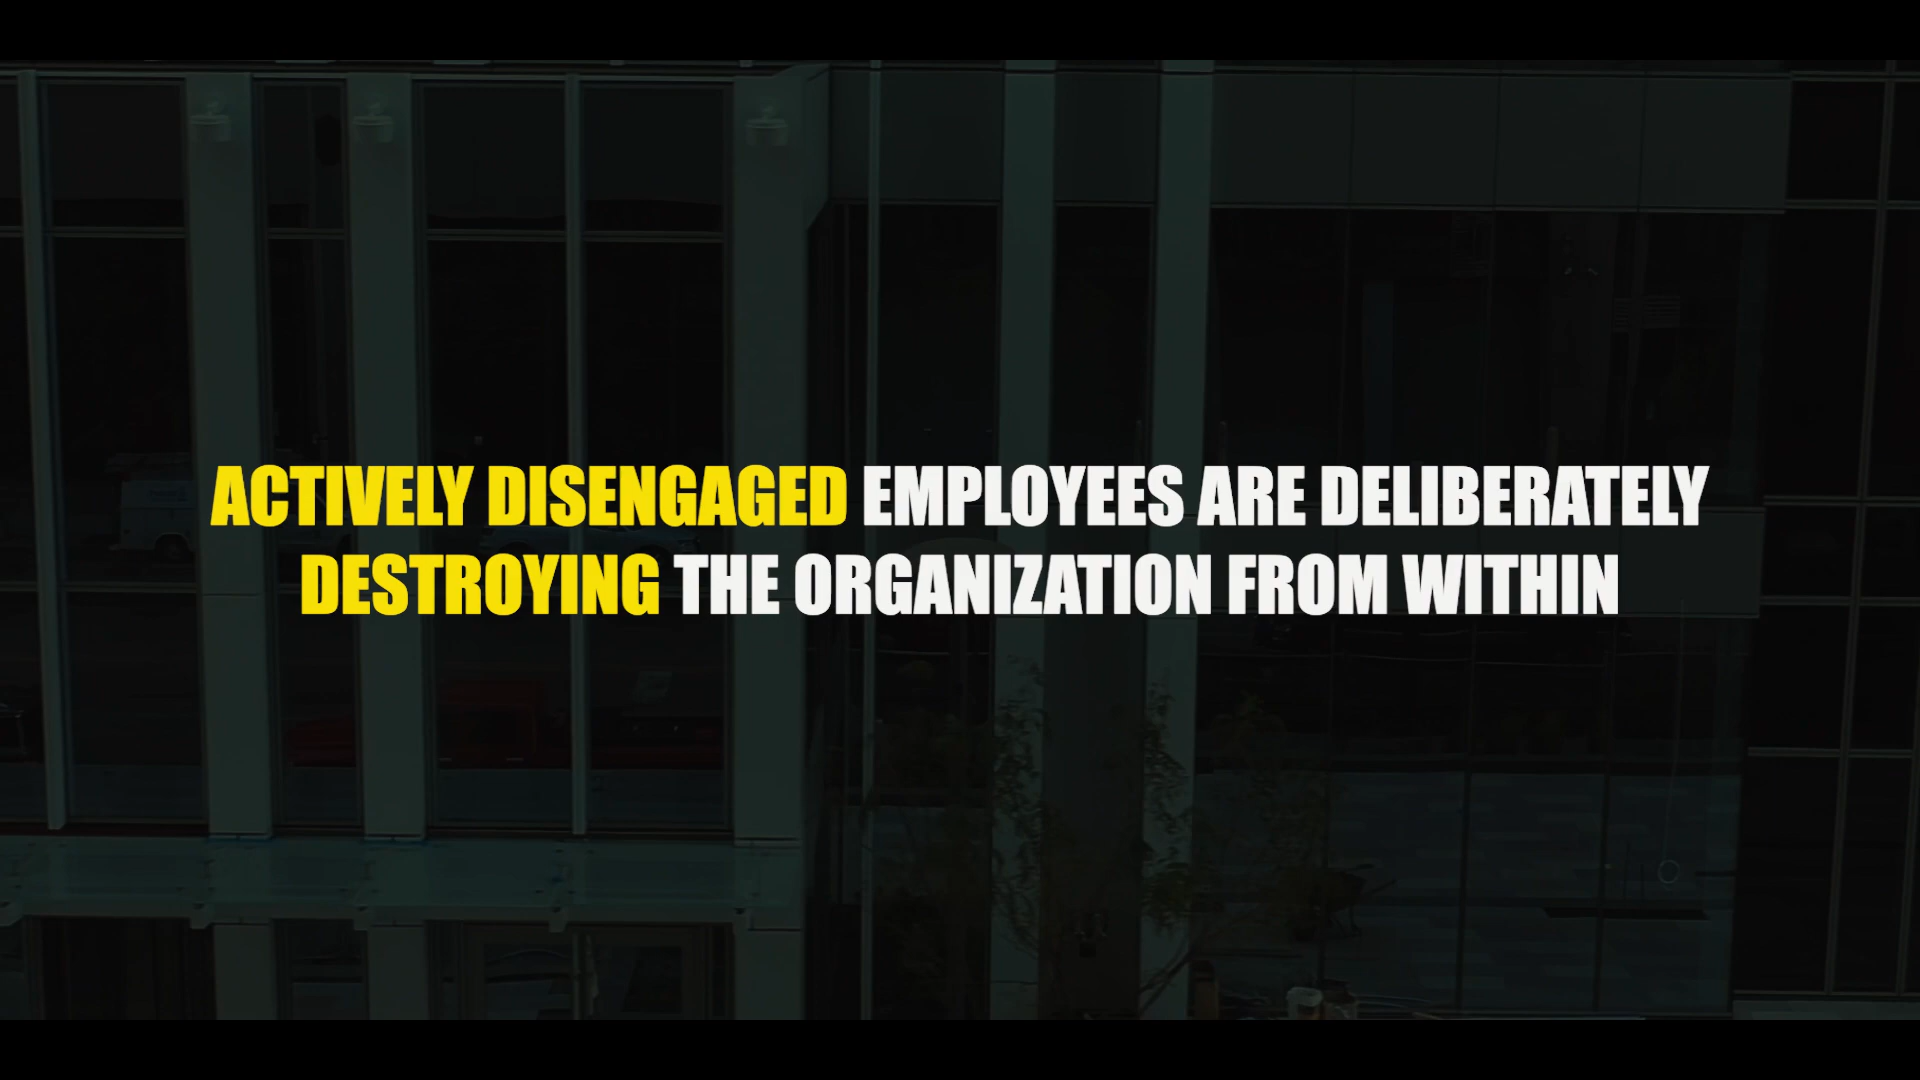 ACTIVELY DISENGAGED EMPLOYEES ARE DELIBERATELY
DESTROYING THE ORGANIZATION FROM WITHIN